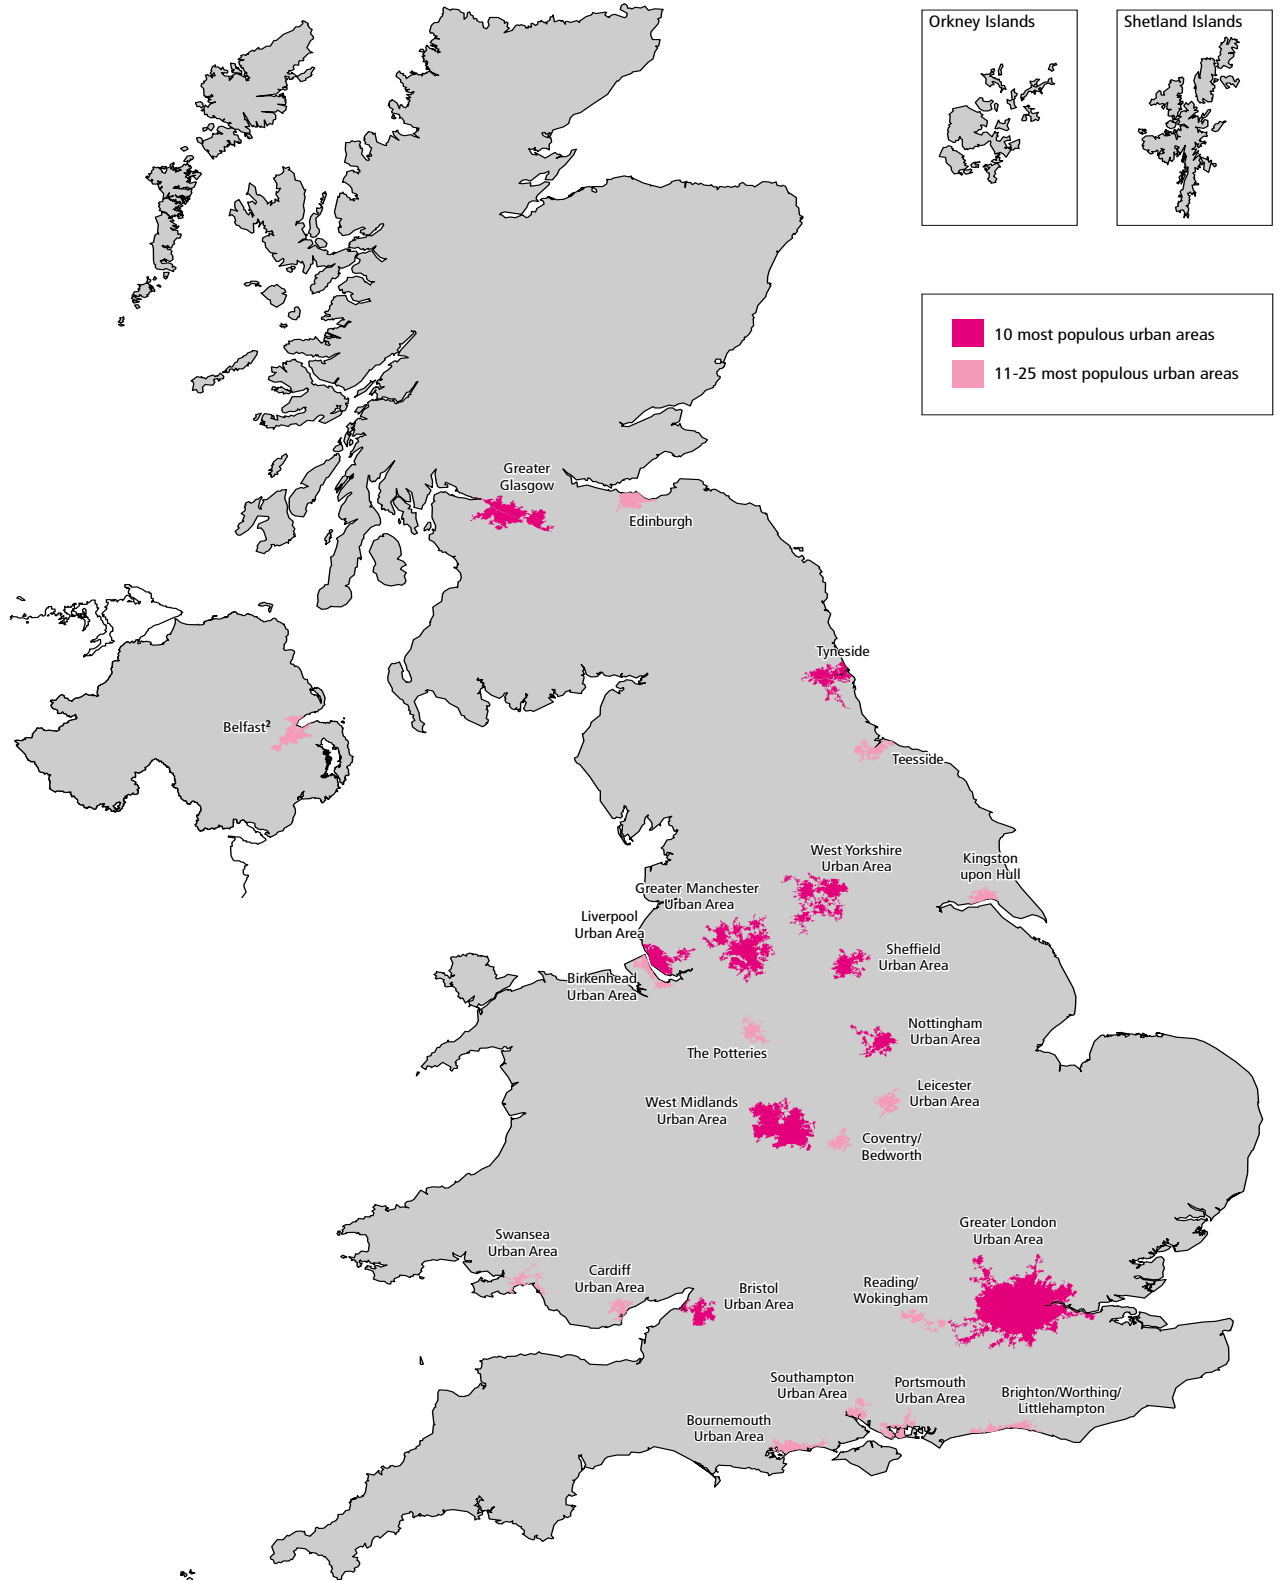 Orkney Islands
Shetland Islands
10 most populous urban areas
11-25 most populous urban areas
Greater
Glasgow
Edinburgh
Tyneside
Belfast²
Teesside
West Yorkshire
Urban Area
Kingston
upon Hull
Greater Manchester
Urban Area
Liverpool
Urban Area
Sheffield
Urban Area
Birkenhead
Urban Area
Nottingham
Urban Area
The Potteries
Leicester
Urban Area
West Midlands
Urban Area
Coventry/
Bedworth
Greater London
Urban Area
Swansea
Urban Area
Cardiff
Urban Area
Reading/
Wokingham
Bristol
Urban Area
Southampton
Urban Area
Portsmouth
Urban Area
Brighton/Worthing/
Littlehampton
Bournemouth
Urban Area